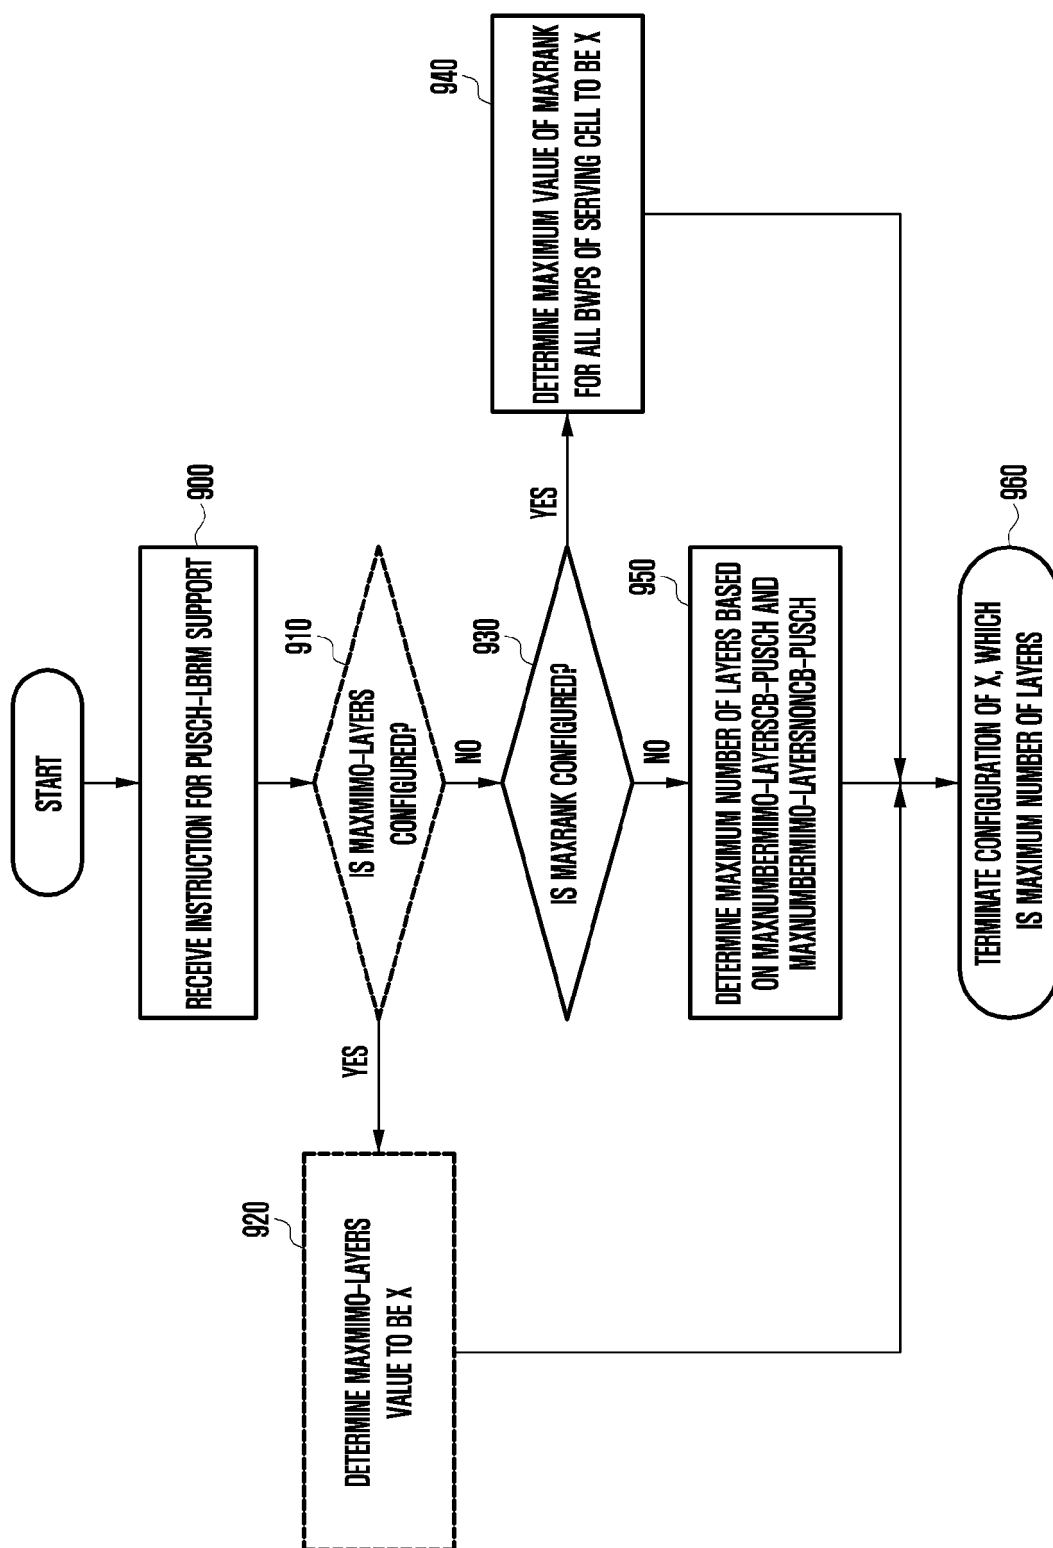 START
RECEIVE INSTRUCTION FOR PUSCH-LBRM SUPPORT
900
IS MAXMIMO-LAYERS
CONFIGURED?
910
YES
NO
DETERMINE MAXMIMO-LAYERS
VALUE TO BE X
920
IS MAXRANK CONFIGURED?
930
YES
NO
DETERMINE MAXIMUM VALUE OF MAXRANK
FOR ALL BWPS OF SERVING CELL TO BE X
940
DETERMINE MAXIMUM NUMBER OF LAYERS BASED
ON MAXNUMBERMIMO-LAYERSCB-PUSCH AND
MAXNUMBERMIMO-LAYERSNONCB-PUSCH
950
TERMINATE CONFIGURATION OF X, WHICH
IS MAXIMUM NUMBER OF LAYERS
960